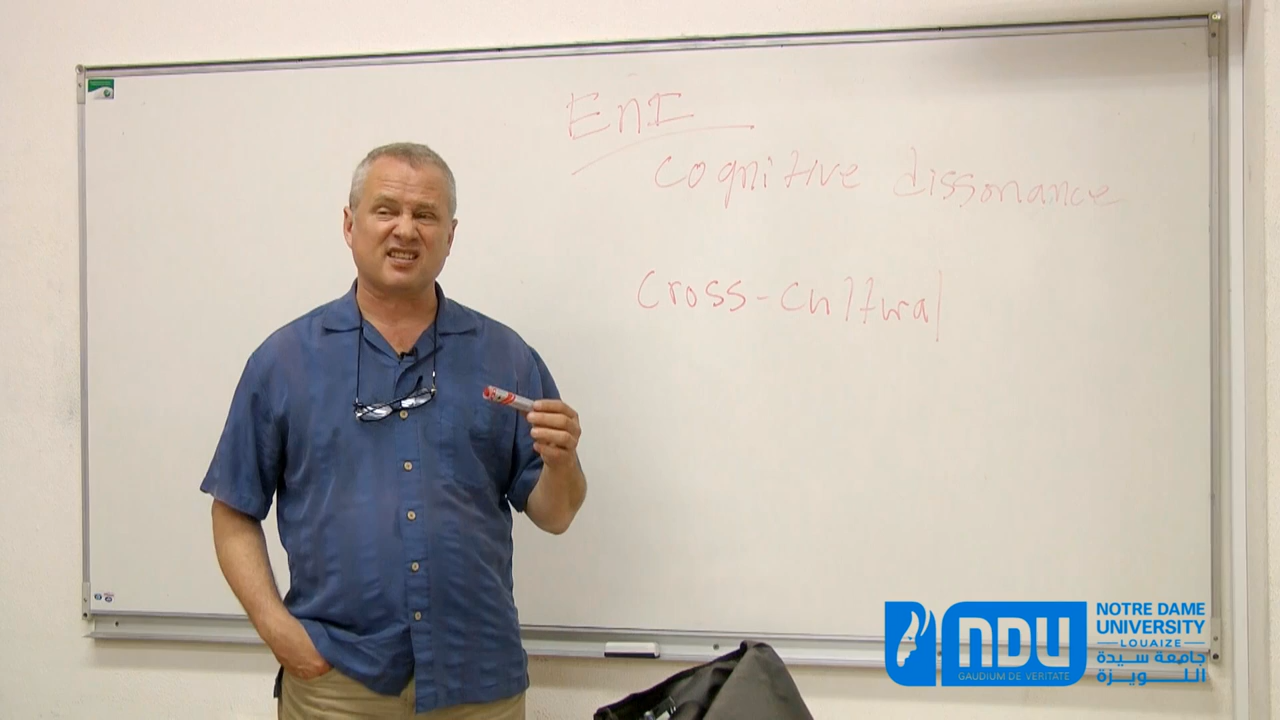 EnI
cognitive dissonance
cross-cultural
NDU
GAUDIUM DE VERITATE
NOTRE DAME
UNIVERSITY
LOUAIZE
جامعة سيدة
اللويزة